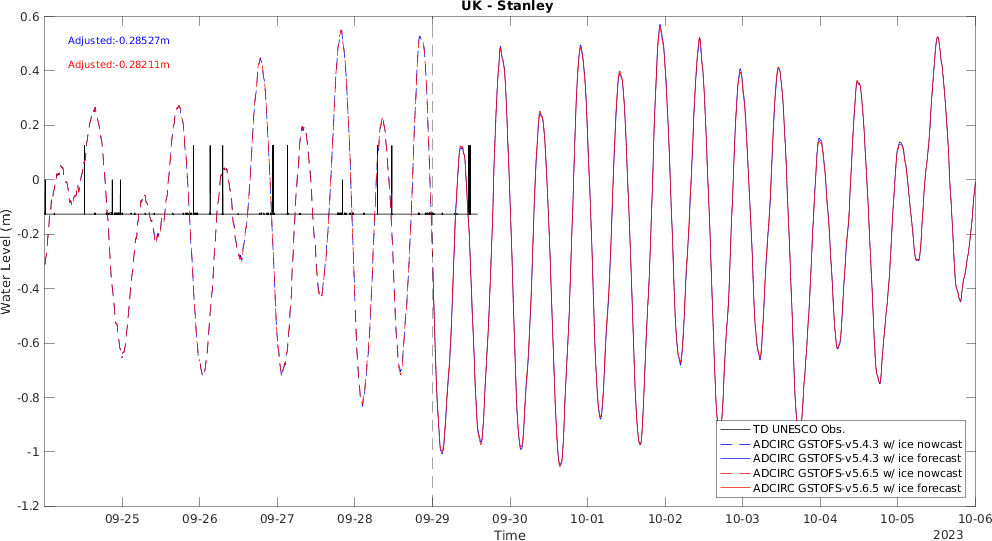 UK - Stanley
0.6
Adjusted:-0.28527m
Adjusted:-0.28211m
0.4
0.2
0
-0.2
-0.4
-0.6
-0.8
-1
-1.2
Water Level (m)
TD UNESCO Obs.
ADCIRC GSTOFS-v5.4.3 w/ ice nowcast
ADCIRC GSTOFS-v5.4.3 w/ ice forecast
ADCIRC GSTOFS-v5.6.5 w/ ice nowcast
ADCIRC GSTOFS-v5.6.5 w/ ice forecast
09-25 09-26 09-27 09-28 09-29 09-30 10-01 10-02 10-03 10-04 10-05 10-06
Time
2023